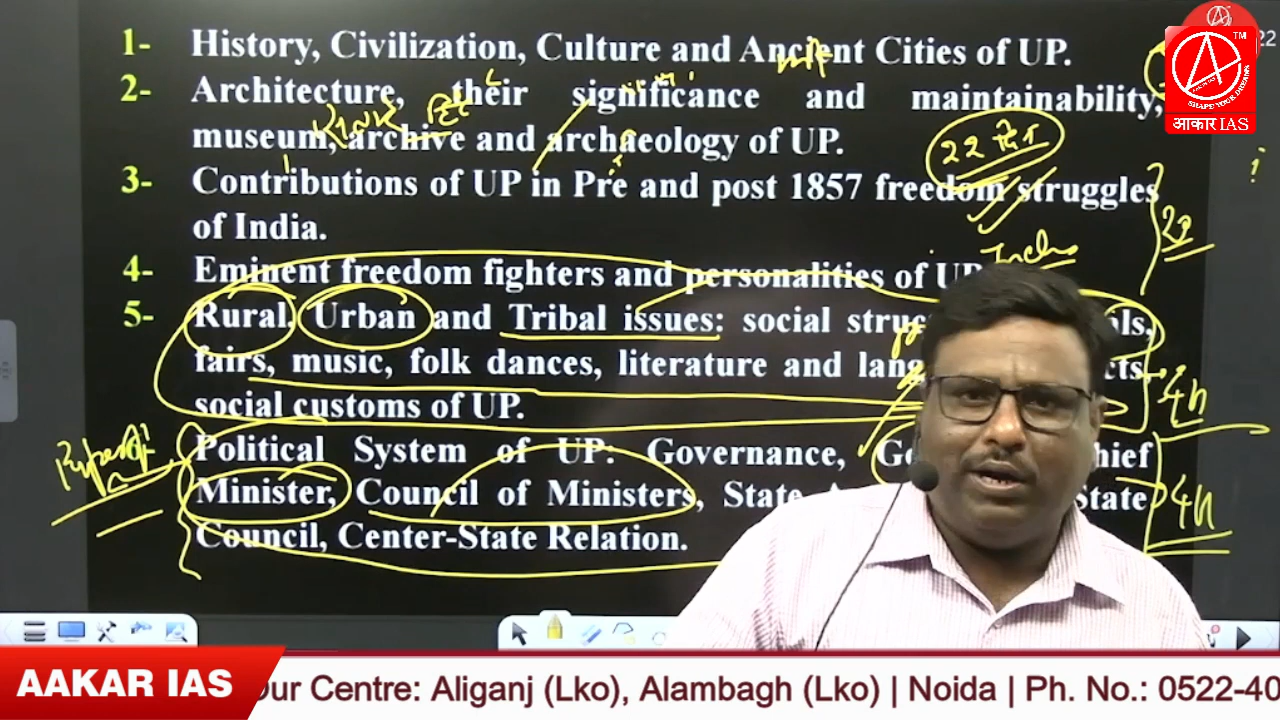 1- History, Civilization, Culture and Ancient Cities of UP.
2- Architecture, their significance and maintainability,
museum, archive and archaeology of UP.
3- Contributions of UP in Pre and post 1857 freedom struggles
of India.
4- Eminent freedom fighters and personalities of UP
5- Rural, Urban and Tribal issues: social
fairs, music, folk dances, literature and
social customs of UP.
Political System of UP: Governance,
Minister, Council of Ministers, State State
Council, Center-State Relation.
22
4h
4h
TM
SHAPE YOUR DREAMS
आकार IAS
AAKAR IAS
Our Centre: Aliganj (Lko), Alambagh (Lko) | Noida | Ph. No.: 0522-40